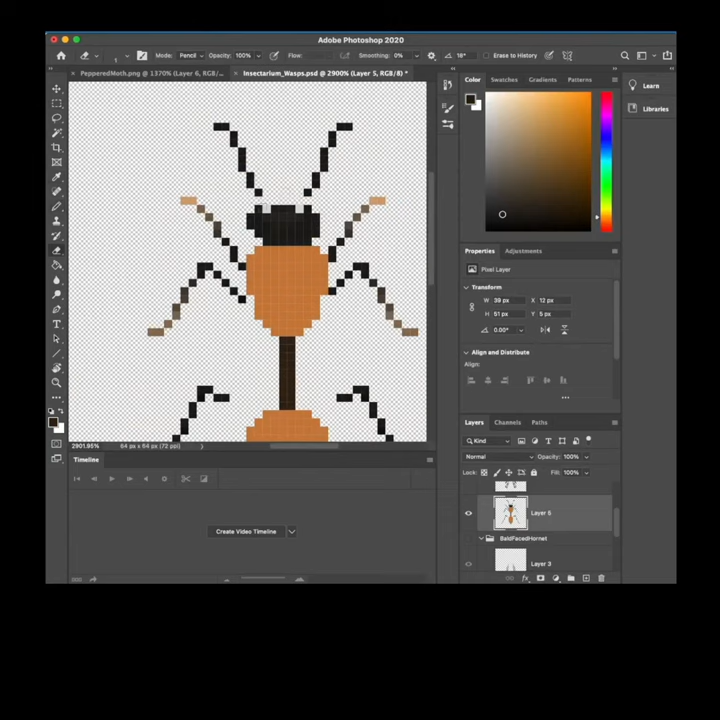 Adobe Photoshop 2020
1 Mode: Pencil Opacity: 100% Flow: Smoothing: 0% 18° Erase to History
× PepperedMoth.png @ 1370% (Layer 6, RGB/... × Insectarium_Wasps.psd @ 2900% (Layer 5, RGB/8) *
Color Swatches Gradients Patterns
Learn
Libraries
Properties Adjustments
Pixel Layer
Transform
W 39 px X 12 px
H 51 px Y 5 px
0.00°
Align and Distribute
Align:
Layers Channels Paths
Kind
Normal Opacity: 100%
Lock: Fill: 100%
Layer 5
BaldFacedHornet
Layer 3
2901.95% 64 px x 64 px (72 ppi)
Timeline
Create Video Timeline